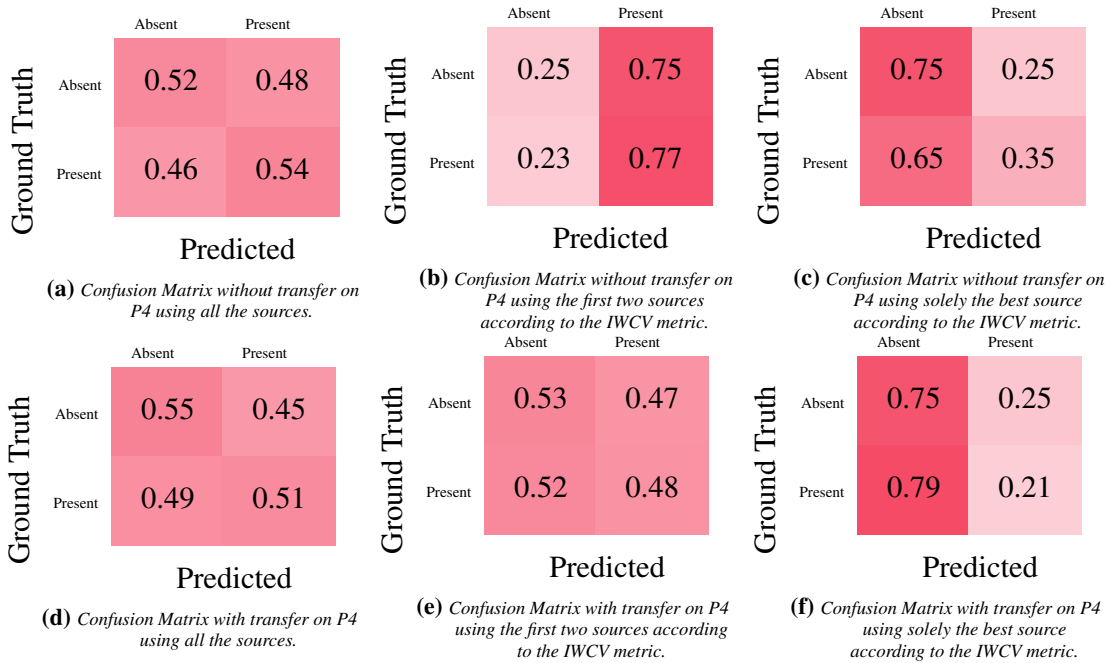 Absent Present
Ground Truth
Absent 0.52 0.48
Present 0.46 0.54
Predicted
(a) Confusion Matrix without transfer on
P4 using all the sources.
Absent Present
Ground Truth
Absent 0.25 0.75
Present 0.23 0.77
Predicted
(b) Confusion Matrix without transfer on
P4 using the first two sources
according to the IWCV metric.
Absent Present
Ground Truth
Absent 0.75 0.25
Present 0.65 0.35
Predicted
(c) Confusion Matrix without transfer on
P4 using solely the best source
according to the IWCV metric.
Absent Present
Ground Truth
Absent 0.55 0.45
Present 0.49 0.51
Predicted
(d) Confusion Matrix with transfer on P4
using all the sources.
Absent Present
Ground Truth
Absent 0.53 0.47
Present 0.52 0.48
Predicted
(e) Confusion Matrix with transfer on P4
using the first two sources according
to the IWCV metric.
Absent Present
Ground Truth
Absent 0.75 0.25
Present 0.79 0.21
Predicted
(f) Confusion Matrix with transfer on P4
using solely the best source
according to the IWCV metric.